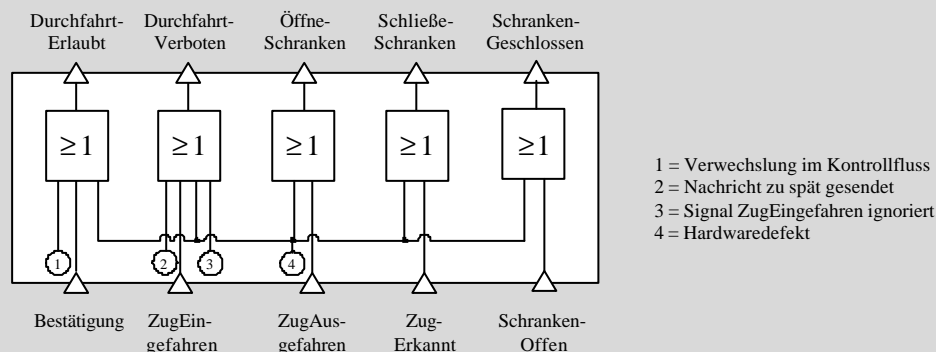 Durchfahrt- Durchfahrt- Öffne- Schließe- Schranken-
Erlaubt Verboten Schranken Schranken Geschlossen
≥1 ≥1 ≥1 ≥1 ≥1
1 = Verwechslung im Kontrollfluss
2 = Nachricht zu spät gesendet
3 = Signal ZugEingefahren ignoriert
4 = Hardwaredefekt
1 2 3 4
Bestätigung ZugEin- ZugAus- Zug- Schranken-
gefahren gefahren Erkannt Offen